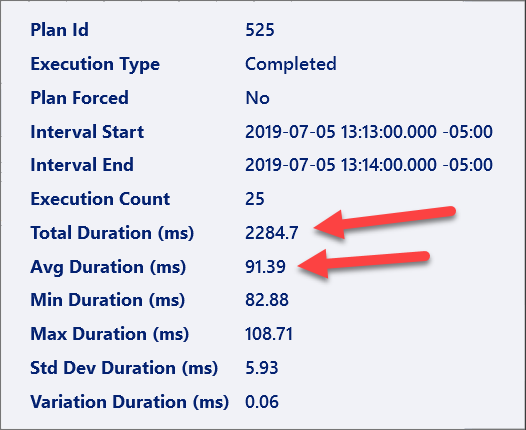 Plan Id 525
Execution Type Completed
Plan Forced No
Interval Start 2019-07-05 13:13:00.000 -05:00
Interval End 2019-07-05 13:14:00.000 -05:00
Execution Count 25
Total Duration (ms) 2284.7
Avg Duration (ms) 91.39
Min Duration (ms) 82.88
Max Duration (ms) 108.71
Std Dev Duration (ms) 5.93
Variation Duration (ms) 0.06